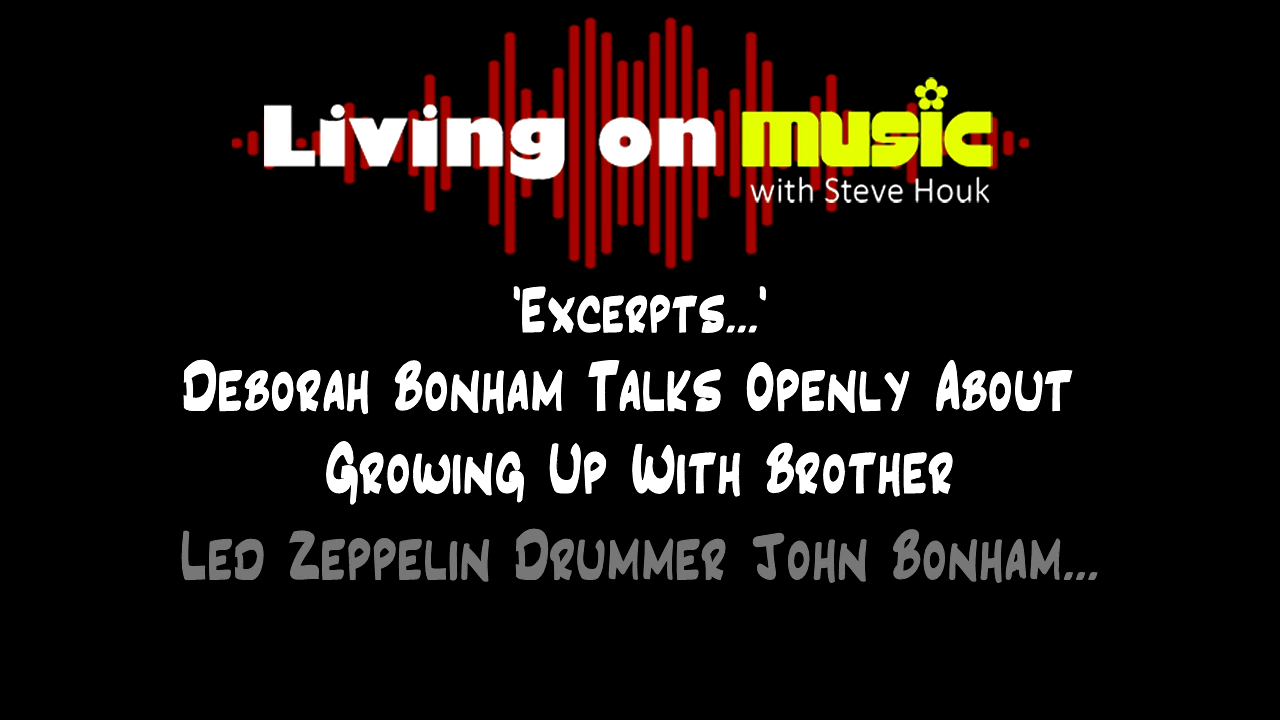 Living on music
with Steve Houk
'Excerpts...'
Deborah Bonham Talks Openly About
Growing Up With Brother
Led Zeppelin Drummer John Bonham...